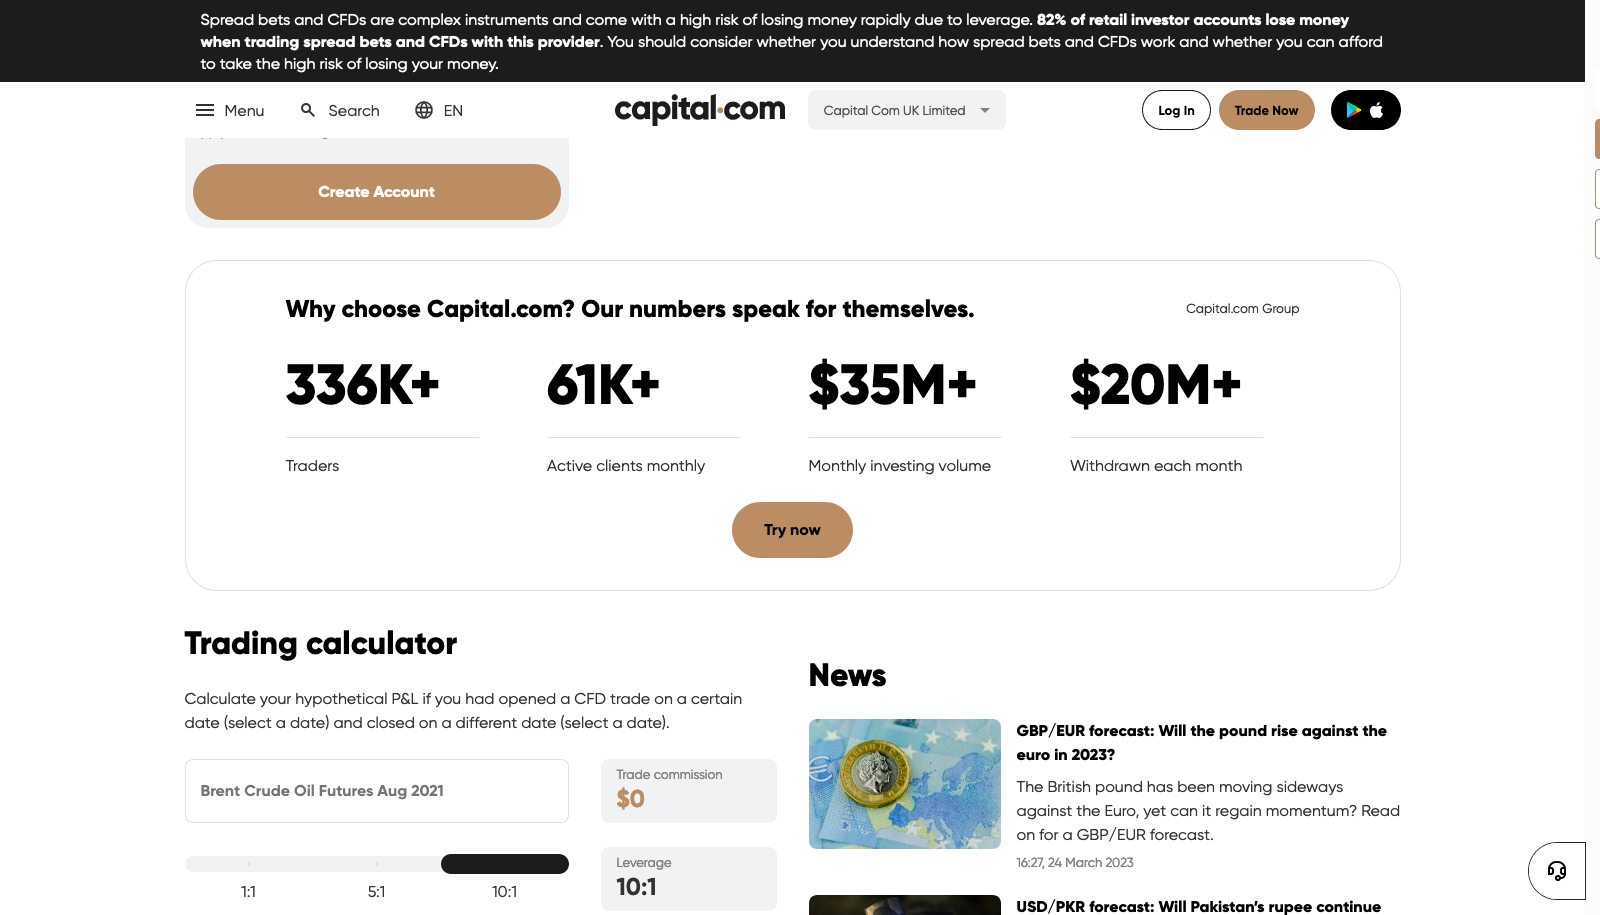 Spread bets and CFDs are complex instruments and come with a high risk of losing money rapidly due to leverage. 82% of retail investor accounts lose money
when trading spread bets and CFDs with this provider. You should consider whether you understand how spread bets and CFDs work and whether you can afford
to take the high risk of losing your money.
Menu
Search
EN
capital.com
Capital Com UK Limited
Log In
Trade Now
Create Account
Why choose Capital.com? Our numbers speak for themselves.
Capital.com Group
336K+
61K+
$35M+
$20M+
Traders
Active clients monthly
Monthly investing volume
Withdrawn each month
Try now
Trading calculator
Calculate your hypothetical P&L if you had opened a CFD trade on a certain
date (select a date) and closed on a different date (select a date).
Brent Crude Oil Futures Aug 2021
Trade commission
$0
1:1
5:1
10:1
Leverage
10:1
News
GBP/EUR forecast: Will the pound rise against the
euro in 2023?
The British pound has been moving sideways
against the Euro, yet can it regain momentum? Read
on for a GBP/EUR forecast.
16:27, 24 March 2023
USD/PKR forecast: Will Pakistan's rupee continue